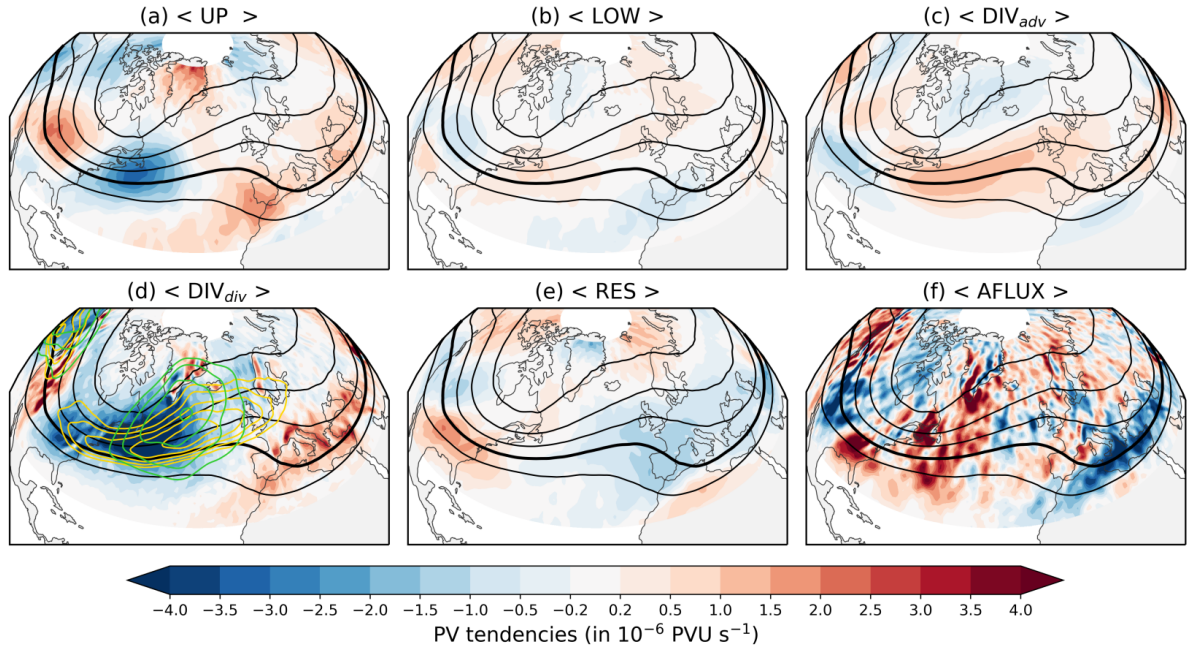 (a) < UP >
(b) < LOW >
(c) < DIV_adv >
(d) < DIV_div >
(e) < RES >
(f) < AFLUX >
−4.0 −3.5 −3.0 −2.5 −2.0 −1.5 −1.0 −0.5 −0.2 0.2 0.5 1.0 1.5 2.0 2.5 3.0 3.5 4.0
PV tendencies (in 10⁻⁶ PVU s⁻¹)